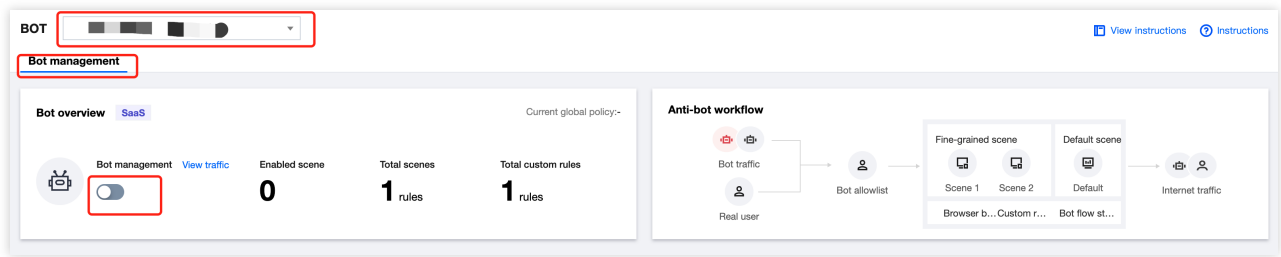 BOT
View instructions
Instructions
Bot management
Bot overview SaaS
Current global policy:-
Bot management View traffic
Enabled scene
0
Total scenes
1 rules
Total custom rules
1 rules
Anti-bot workflow
Bot traffic
Real user
Bot allowlist
Fine-grained scene
Scene 1
Scene 2
Default scene
Default
Browser b... Custom r... Bot flow st...
Internet traffic